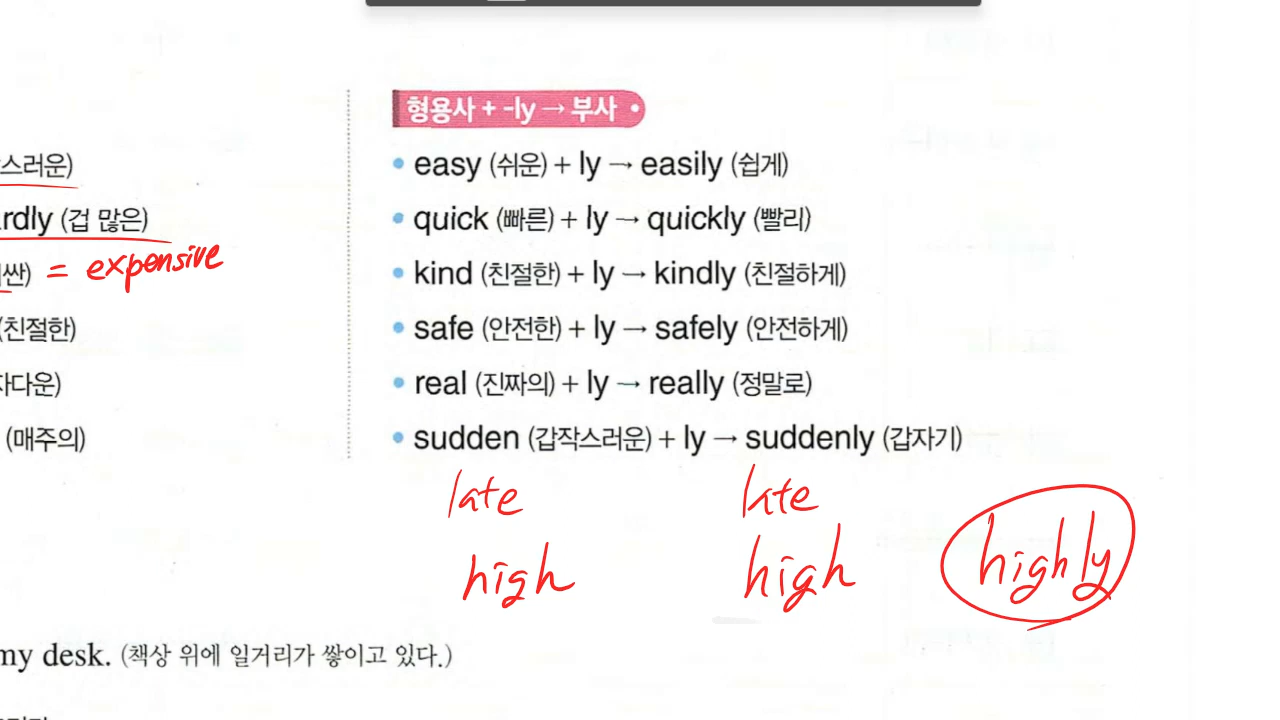 형용사 + -ly → 부사
스러운)
rdly (겁 많은)
싼) = expensive
(친절한)
다운)
(매주의)
• easy (쉬운) + ly → easily (쉽게)
• quick (빠른) + ly → quickly (빨리)
• kind (친절한) + ly → kindly (친절하게)
• safe (안전한) + ly → safely (안전하게)
• real (진짜의) + ly → really (정말로)
• sudden (갑작스러운) + ly → suddenly (갑자기)
late late
high high highly
my desk. (책상 위에 일거리가 쌓이고 있다.)